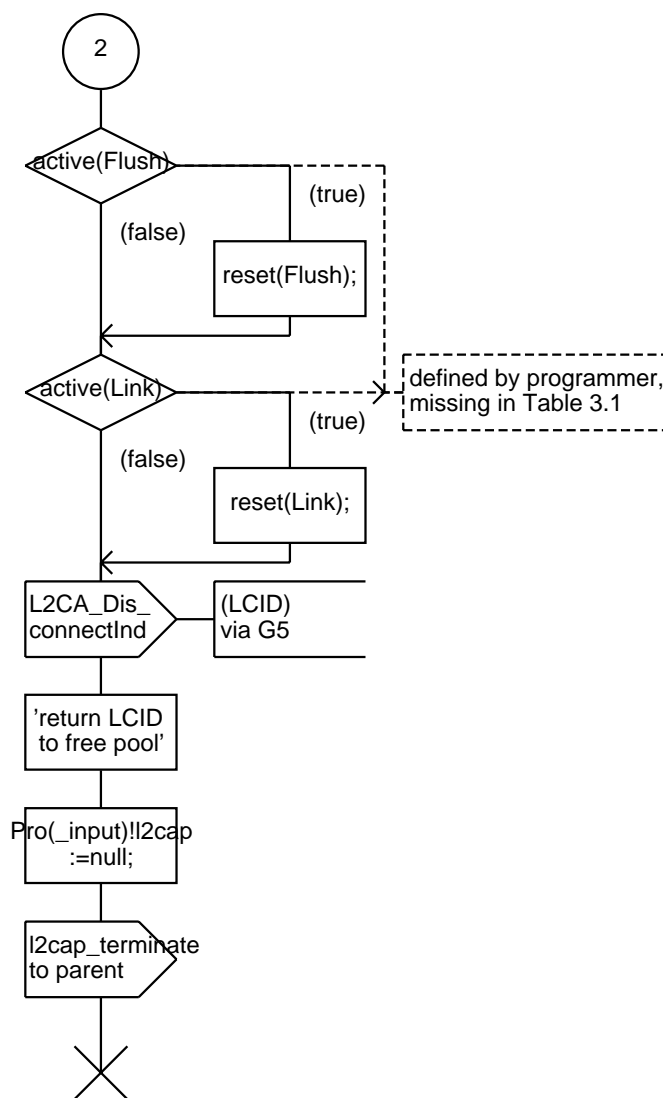 2
active(Flush)
(true)
(false)
reset(Flush);
active(Link)
defined by programmer,
missing in Table 3.1
(true)
(false)
reset(Link);
L2CA_Dis_
connectInd
(LCID)
via G5
'return LCID
to free pool'
Pro(_input)!l2cap
:=null;
l2cap_terminate
to parent